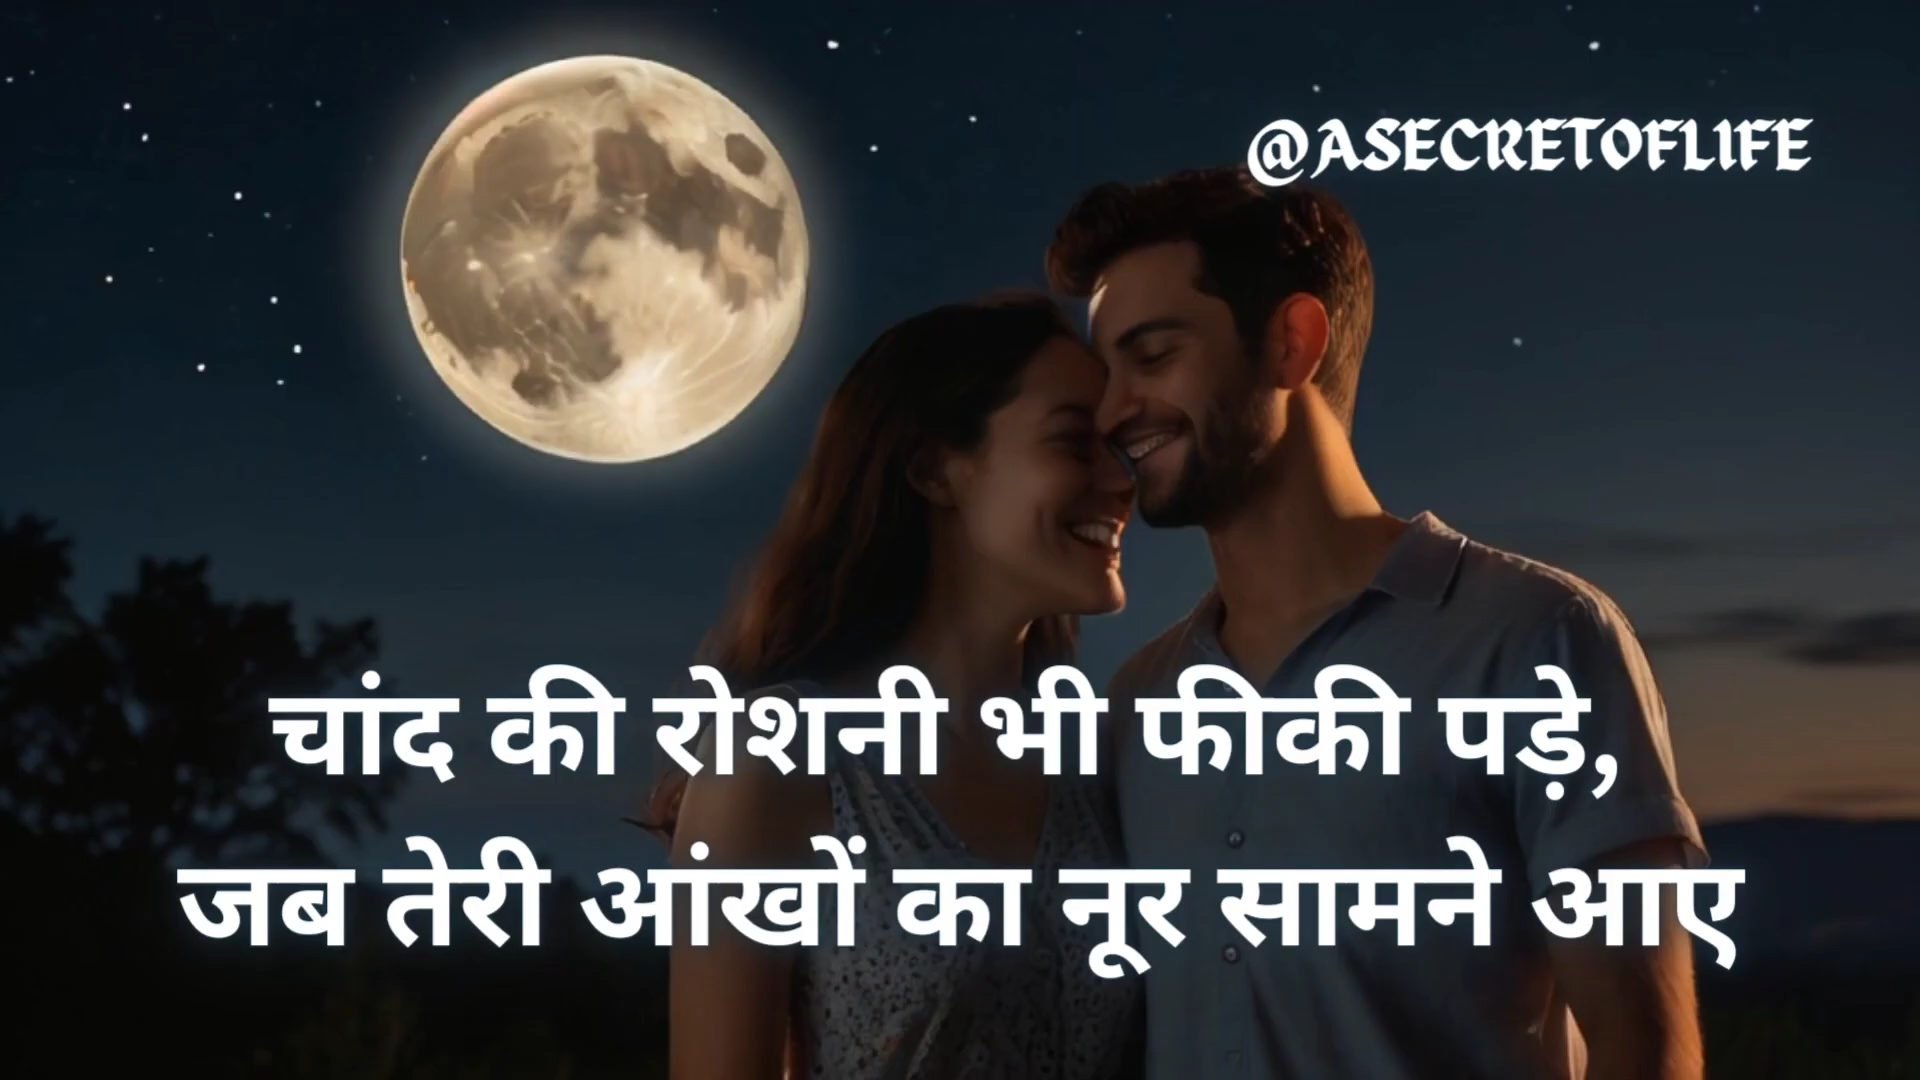 @ASECRETOFLIFE
चांद की रोशनी भी फीकी पड़े,
जब तेरी आंखों का नूर सामने आए